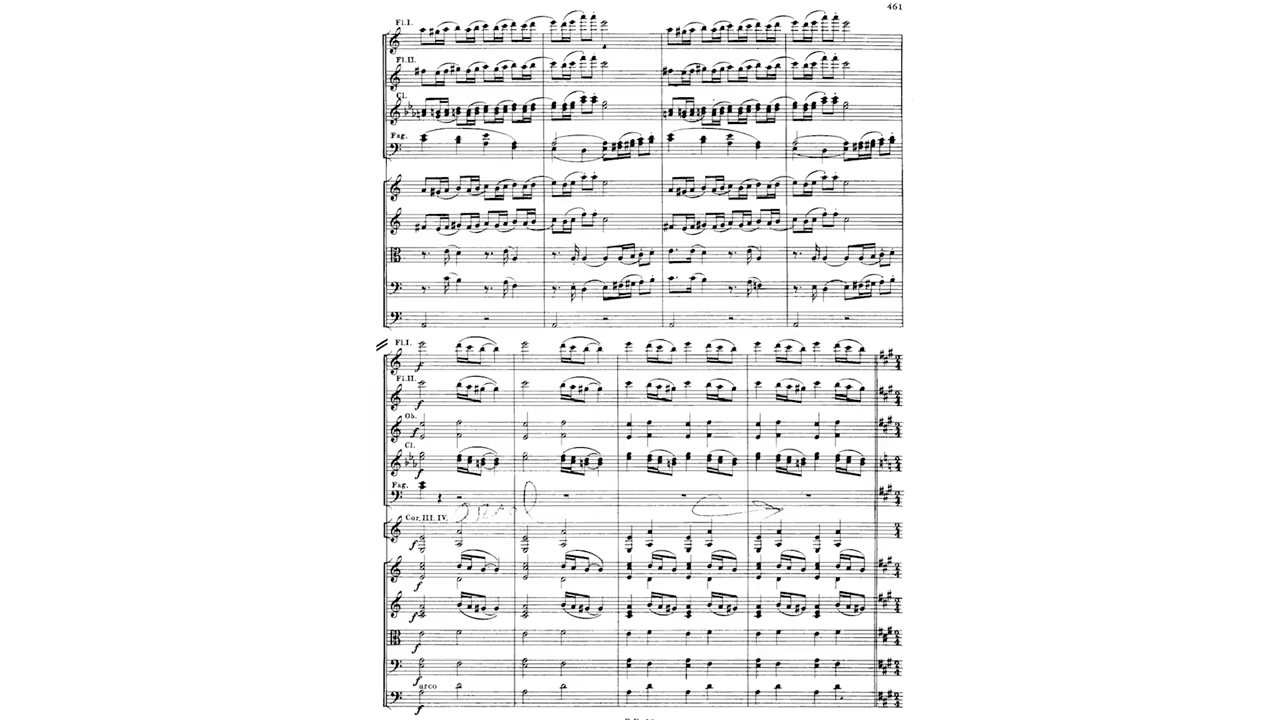 461
Fl.I.
Fl.II.
Cl.
Fag.
Fl.I.
f
Fl.II.
f
Ob.
f
Cl.
f
Fag.
Cor. III. IV.
f
f
f
arco
f